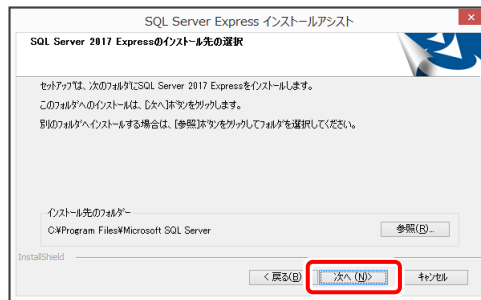 SQL Server Express インストールアシスト
SQL Server 2017 Expressのインストール先の選択
セットアップは、次のフォルダにSQL Server 2017 Expressをインストールします。
このフォルダへのインストールは、[次へ]ボタンをクリックします。
別のフォルダへインストールする場合は、[参照]ボタンをクリックしてフォルダを選択してください。
インストール先のフォルダー
C:¥Program Files¥Microsoft SQL Server
参照(R)...
InstallShield
< 戻る(B)
次へ (N)>
キャンセル